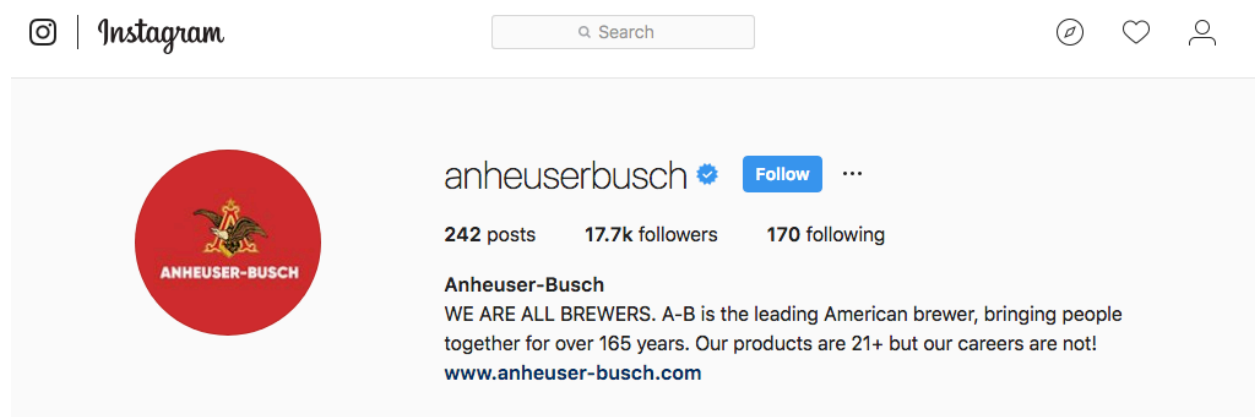 Instagram
Search
anheuserbusch Follow
242 posts 17.7k followers 170 following
ANHEUSER-BUSCH
Anheuser-Busch
WE ARE ALL BREWERS. A-B is the leading American brewer, bringing people
together for over 165 years. Our products are 21+ but our careers are not!
www.anheuser-busch.com